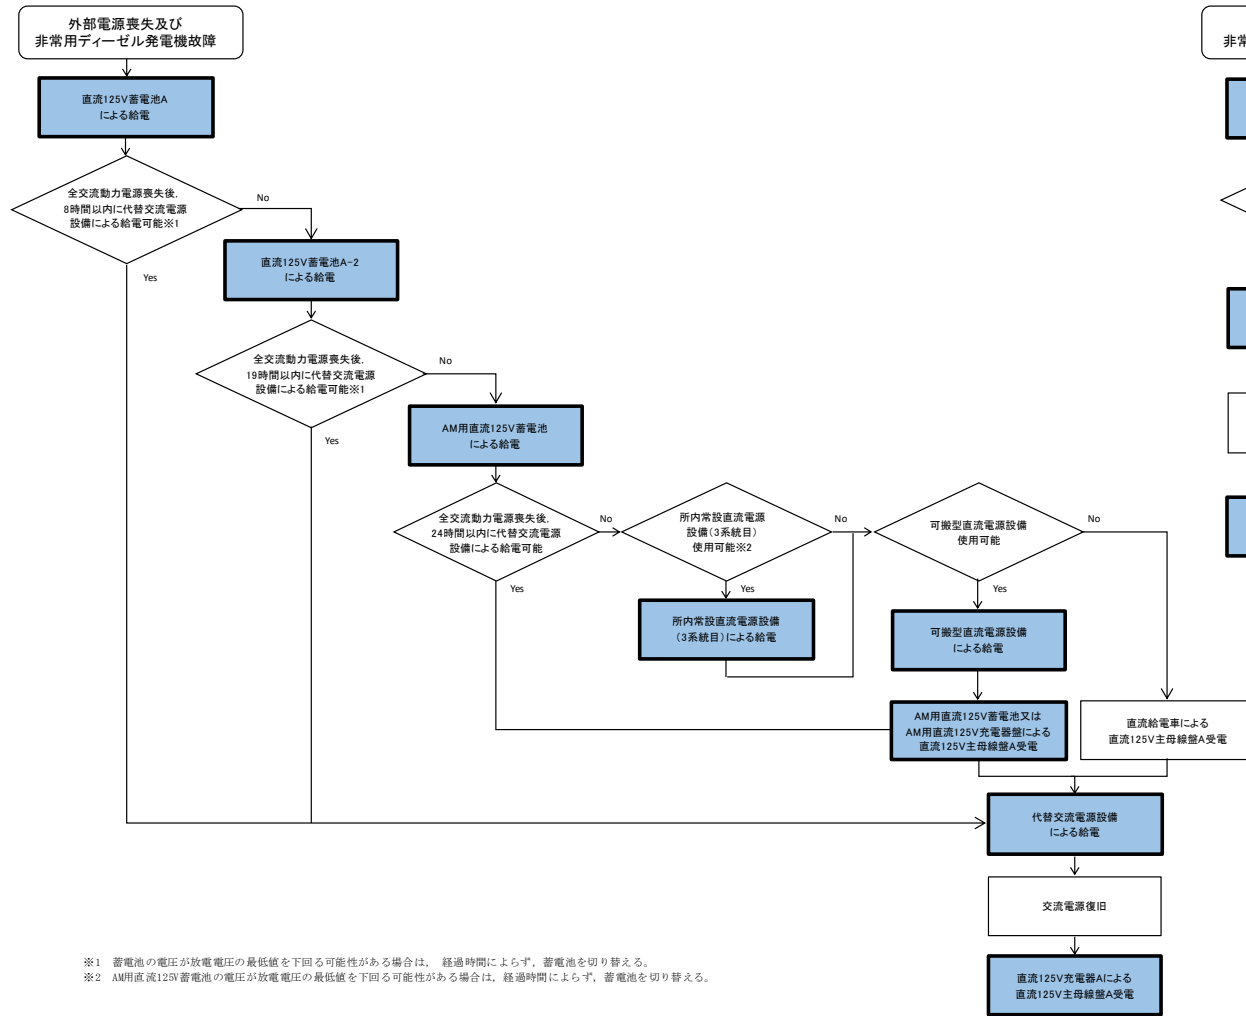 外部電源喪失及び
非常用ディーゼル発電機故障
直流125V蓄電池A
による給電
全交流動力電源喪失後,
8時間以内に代替交流電源
設備による給電可能※1
No
Yes
直流125V蓄電池A-2
による給電
全交流動力電源喪失後,
19時間以内に代替交流電源
設備による給電可能※1
No
Yes
AM用直流125V蓄電池
による給電
全交流動力電源喪失後,
24時間以内に代替交流電源
設備による給電可能
No
Yes
所内常設直流電源
設備(3系統目)
使用可能※2
No
Yes
所内常設直流電源設備
(3系統目)による給電
可搬型直流電源設備
使用可能
No
Yes
可搬型直流電源設備
による給電
AM用直流125V蓄電池又は
AM用直流125V充電器盤による
直流125V主母線盤A受電
直流給電車による
直流125V主母線盤A受電
代替交流電源設備
による給電
交流電源復旧
直流125V充電器Aによる
直流125V主母線盤A受電
※1 蓄電池の電圧が放電電圧の最低値を下回る可能性がある場合は, 経過時間によらず, 蓄電池を切り替える。
※2 AM用直流125V蓄電池の電圧が放電電圧の最低値を下回る可能性がある場合は, 経過時間によらず, 蓄電池を切り替える。
非常